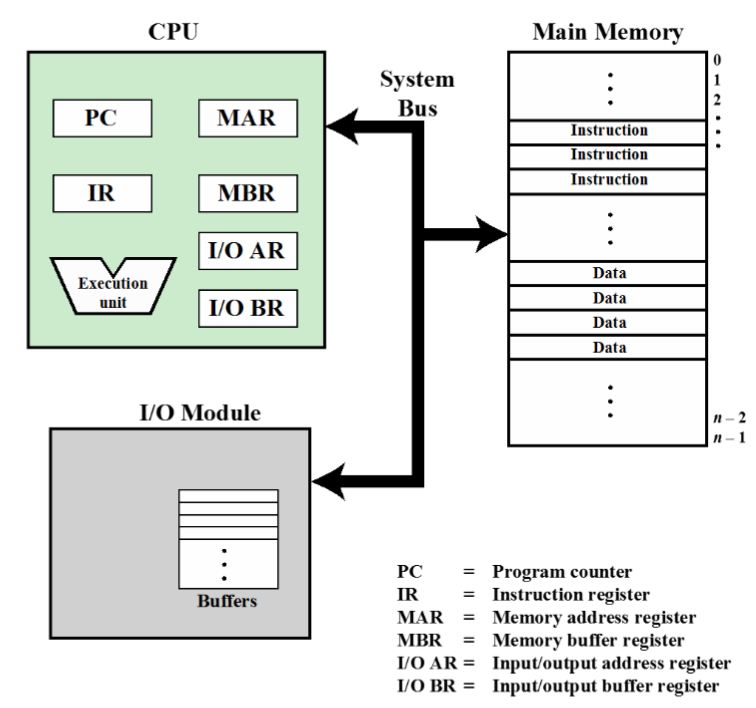 CPU
Main Memory
System
Bus
PC
MAR
IR
MBR
I/O AR
Execution
unit
I/O BR
0
1
2
Instruction
Instruction
Instruction
Data
Data
Data
Data
n – 2
n – 1
I/O Module
Buffers
PC = Program counter
IR = Instruction register
MAR = Memory address register
MBR = Memory buffer register
I/O AR = Input/output address register
I/O BR = Input/output buffer register